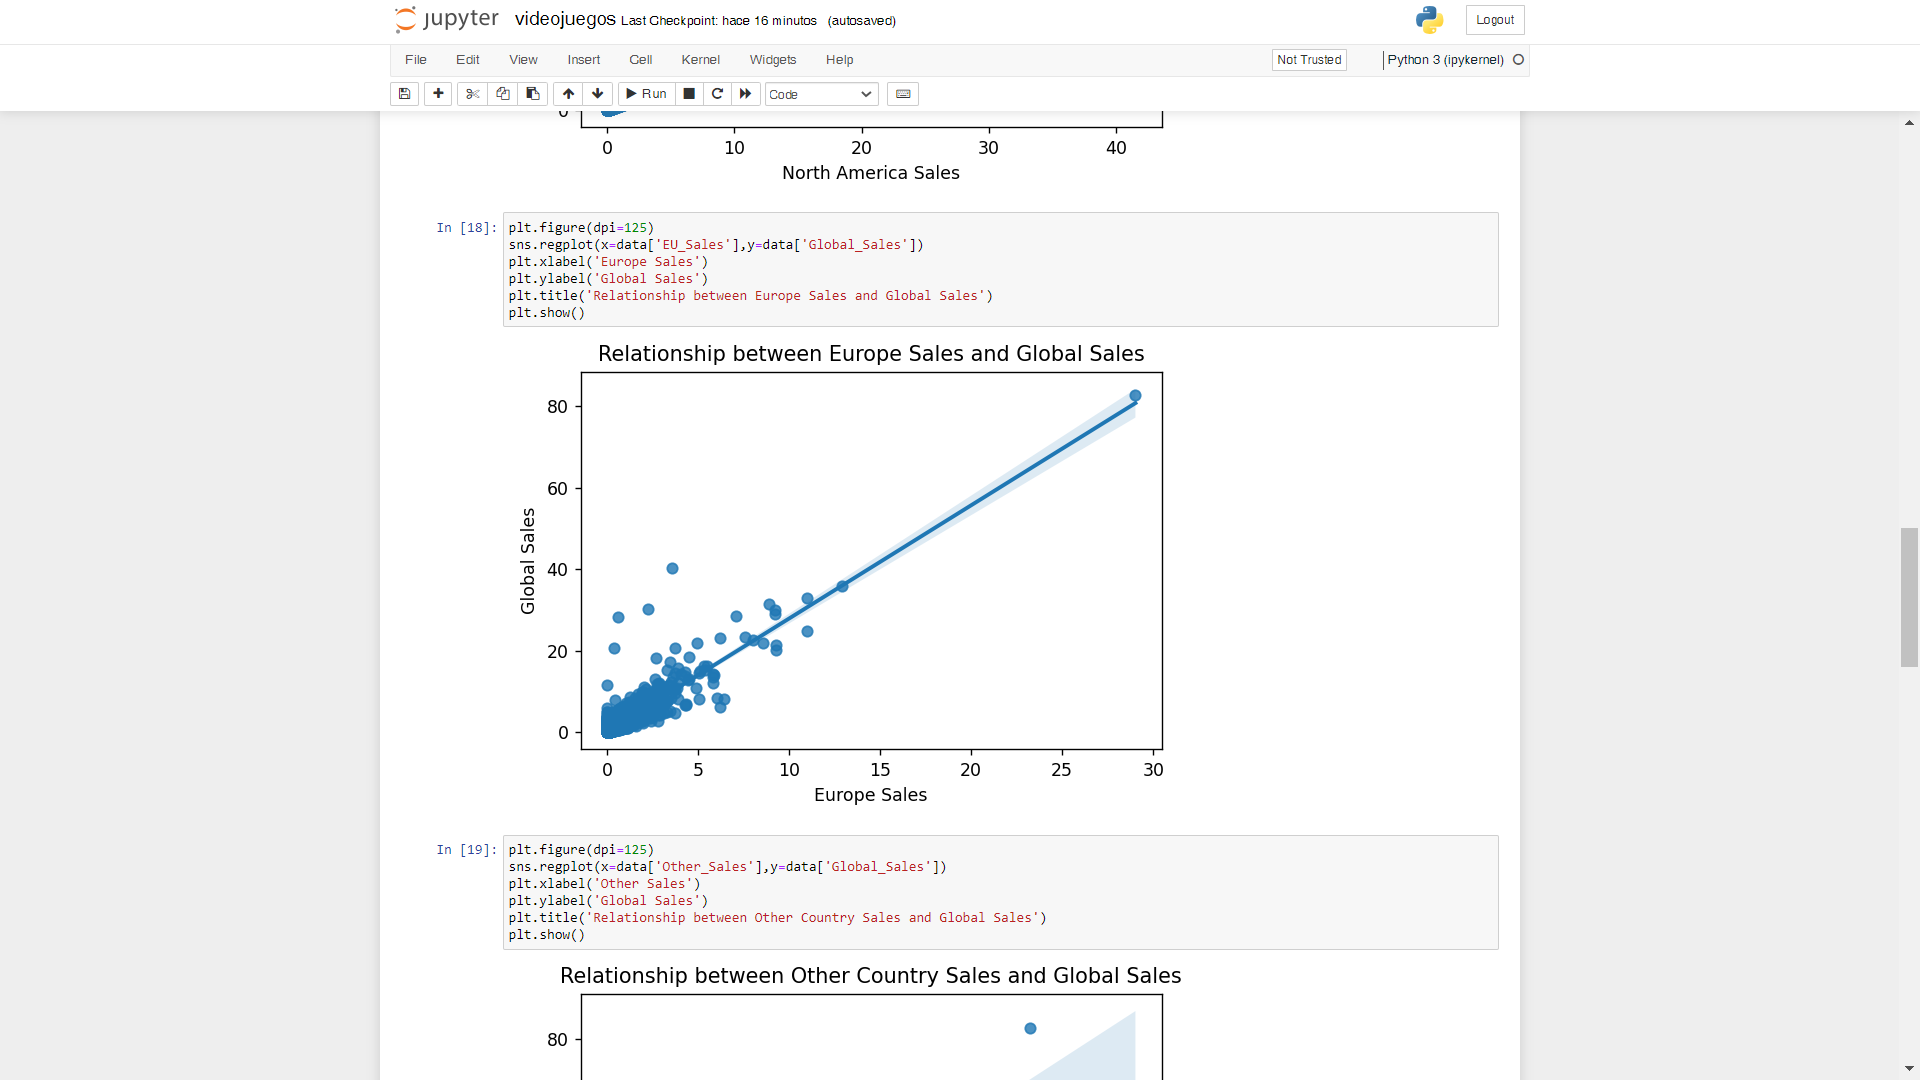 jupyter videojuegos Last Checkpoint: hace 16 minutos (autosaved) Logout
File Edit View Insert Cell Kernel Widgets Help Not Trusted Python 3 (ipykernel)
Run Code
0
0 10 20 30 40
North America Sales
In [18]: plt.figure(dpi=125)
sns.regplot(x=data['EU_Sales'],y=data['Global_Sales'])
plt.xlabel('Europe Sales')
plt.ylabel('Global Sales')
plt.title('Relationship between Europe Sales and Global Sales')
plt.show()
Relationship between Europe Sales and Global Sales
80
60
40
20
0
Global Sales
0 5 10 15 20 25 30
Europe Sales
In [19]: plt.figure(dpi=125)
sns.regplot(x=data['Other_Sales'],y=data['Global_Sales'])
plt.xlabel('Other Sales')
plt.ylabel('Global Sales')
plt.title('Relationship between Other Country Sales and Global Sales')
plt.show()
Relationship between Other Country Sales and Global Sales
80